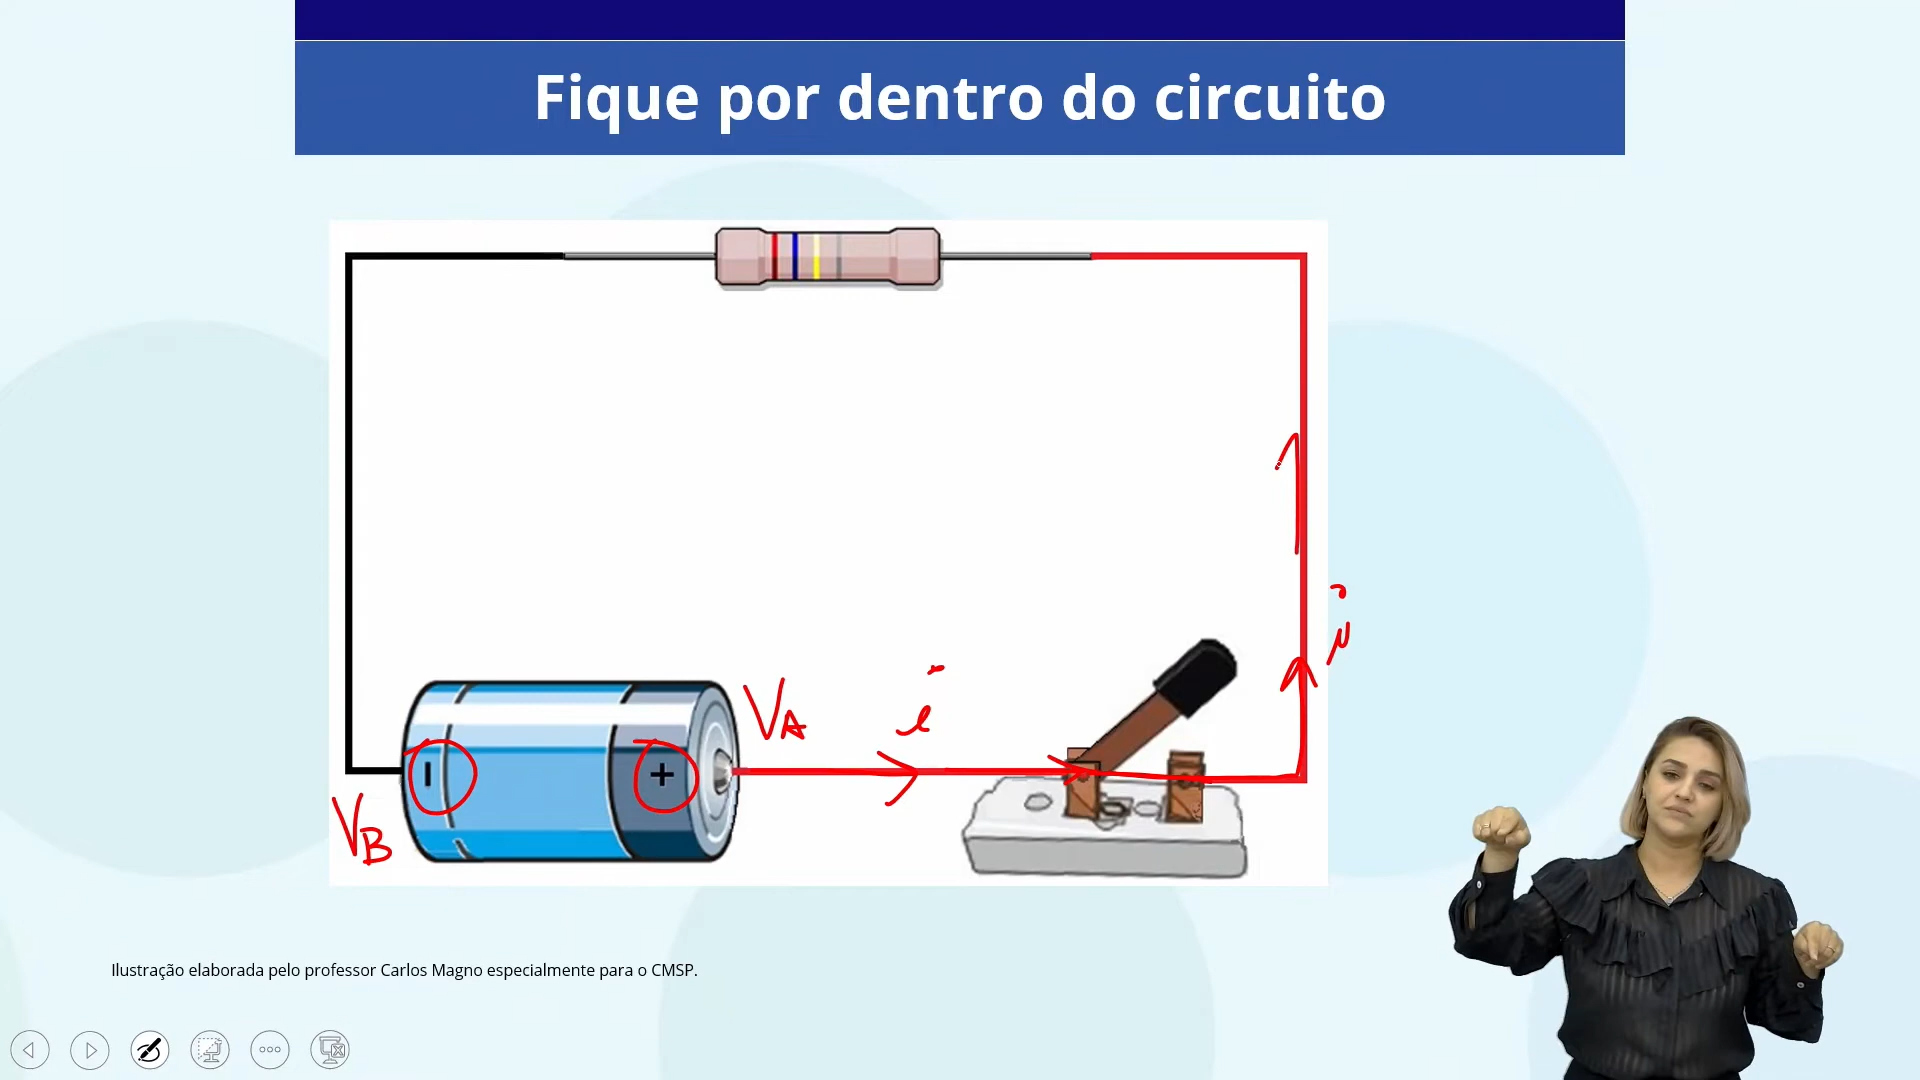 Fique por dentro do circuito
i
VA
e-
- +
VB
Ilustração elaborada pelo professor Carlos Magno especialmente para o CMSP.